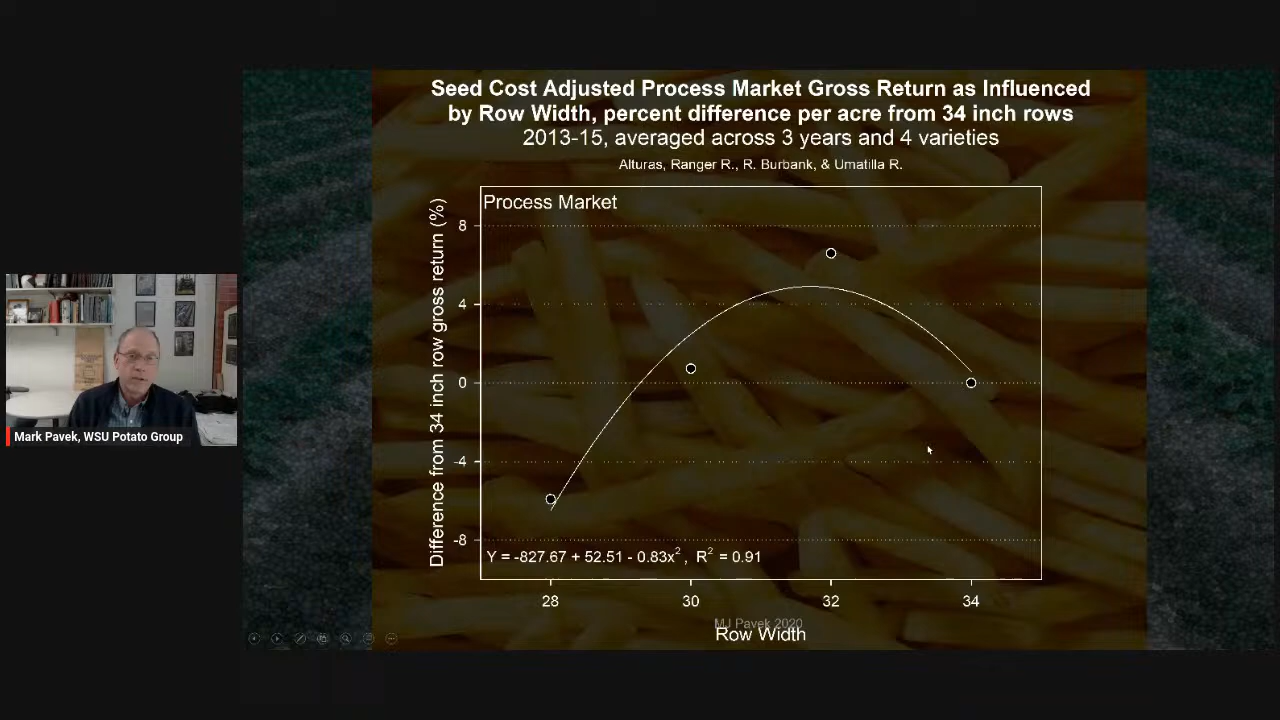 Seed Cost Adjusted Process Market Gross Return as Influenced
by Row Width, percent difference per acre from 34 inch rows
2013-15, averaged across 3 years and 4 varieties
Alturas, Ranger R., R. Burbank, & Umatilla R.
Process Market
Difference from 34 inch row gross return (%)
8
4
0
-4
-8
Y = -827.67 + 52.51 - 0.83x², R² = 0.91
28 30 32 34
MJ Pavek 2020
Row Width
Mark Pavek, WSU Potato Group